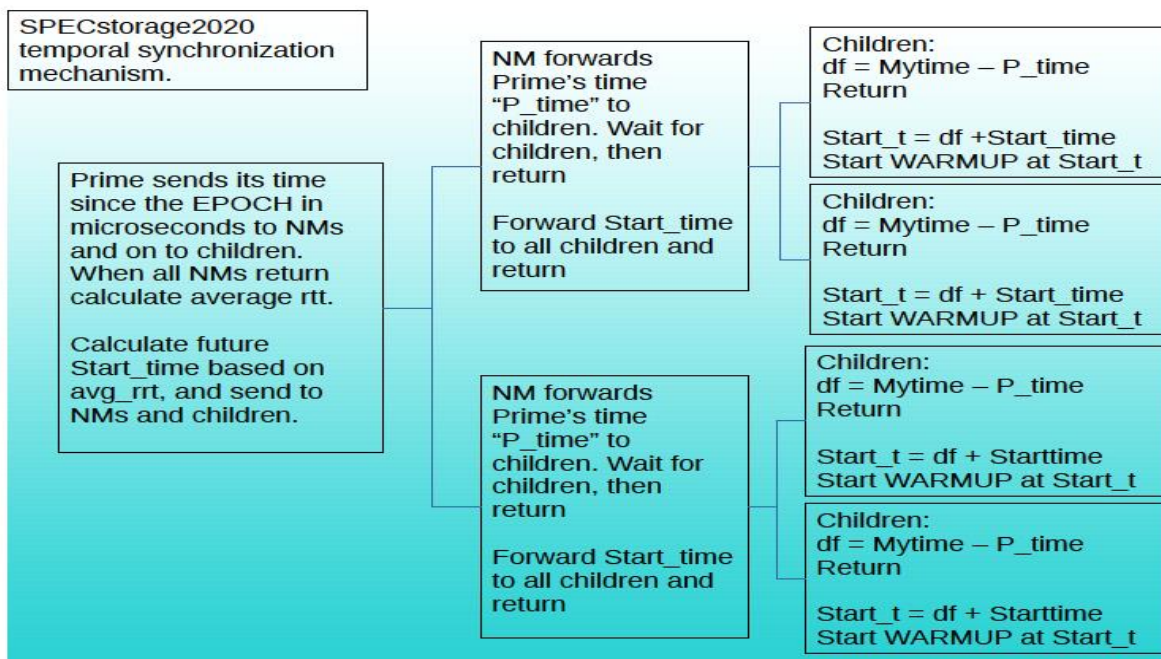 SPECstorage2020
temporal synchronization
mechanism.
Prime sends its time
since the EPOCH in
microseconds to NMs
and on to children.
When all NMs return
calculate average rtt.
Calculate future
Start_time based on
avg_rrt, and send to
NMs and children.
NM forwards
Prime’s time
“P_time” to
children. Wait for
children, then
return
Forward Start_time
to all children and
return
NM forwards
Prime’s time
“P_time” to
children. Wait for
children, then
return
Forward Start_time
to all children and
return
Children:
df = Mytime – P_time
Return
Start_t = df +Start_time
Start WARMUP at Start_t
Children:
df = Mytime – P_time
Return
Start_t = df + Start_time
Start WARMUP at Start_t
Children:
df = Mytime – P_time
Return
Start_t = df + Starttime
Start WARMUP at Start_t
Children:
df = Mytime – P_time
Return
Start_t = df + Starttime
Start WARMUP at Start_t